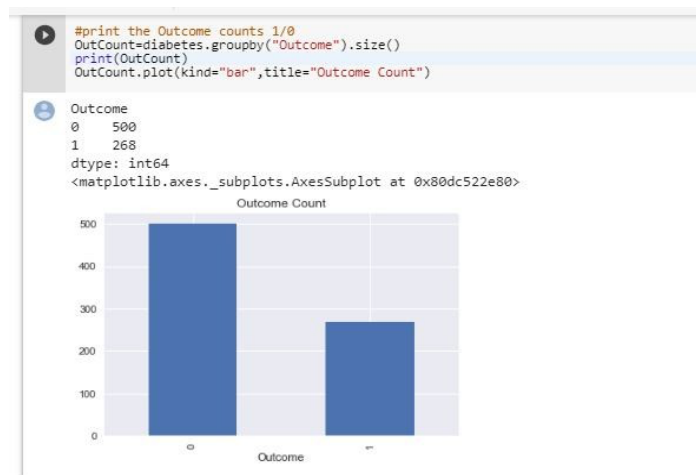 #print the Outcome counts 1/0
OutCount=diabetes.groupby("Outcome").size()
print(OutCount)
OutCount.plot(kind="bar",title="Outcome Count")
Outcome
0    500
1    268
dtype: int64
<matplotlib.axes._subplots.AxesSubplot at 0x80dc522e80>
Outcome Count
500
400
300
200
100
0
0 1
Outcome